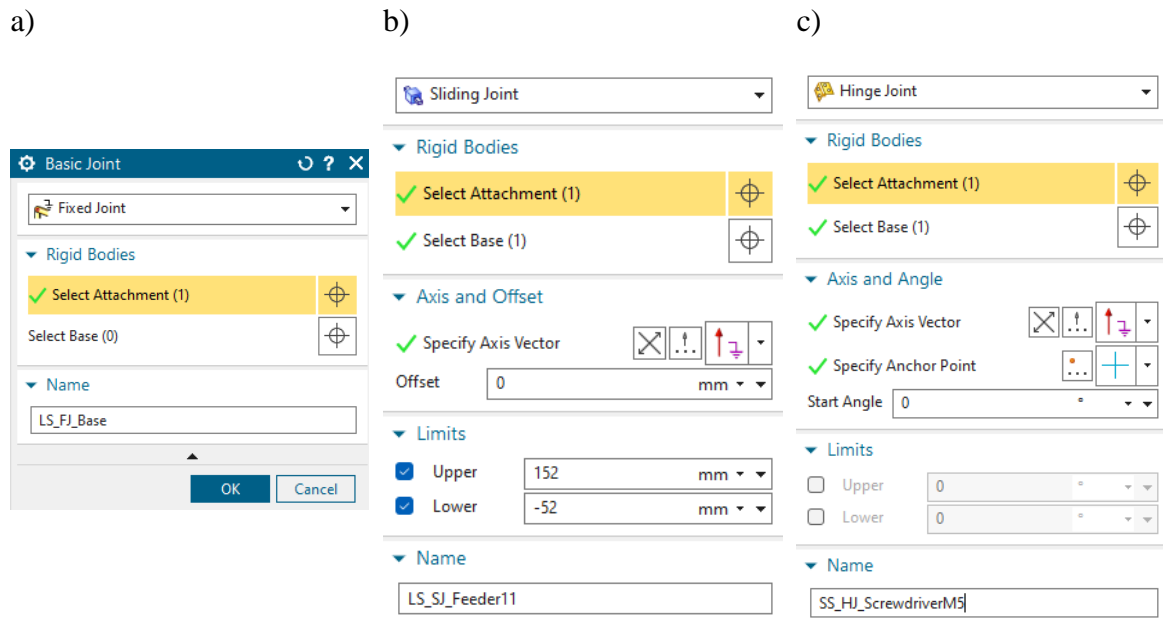 a)
Basic Joint
?
Fixed Joint
Rigid Bodies
Select Attachment (1)
Select Base (0)
Name
LS_FJ_Base
OK Cancel
b)
Sliding Joint
Rigid Bodies
Select Attachment (1)
Select Base (1)
Axis and Offset
Specify Axis Vector
Offset 0 mm
Limits
Upper 152 mm
Lower -52 mm
Name
LS_SJ_Feeder11
c)
Hinge Joint
Rigid Bodies
Select Attachment (1)
Select Base (1)
Axis and Angle
Specify Axis Vector
Specify Anchor Point
Start Angle 0 °
Limits
Upper 0 °
Lower 0 °
Name
SS_HJ_ScrewdriverM5